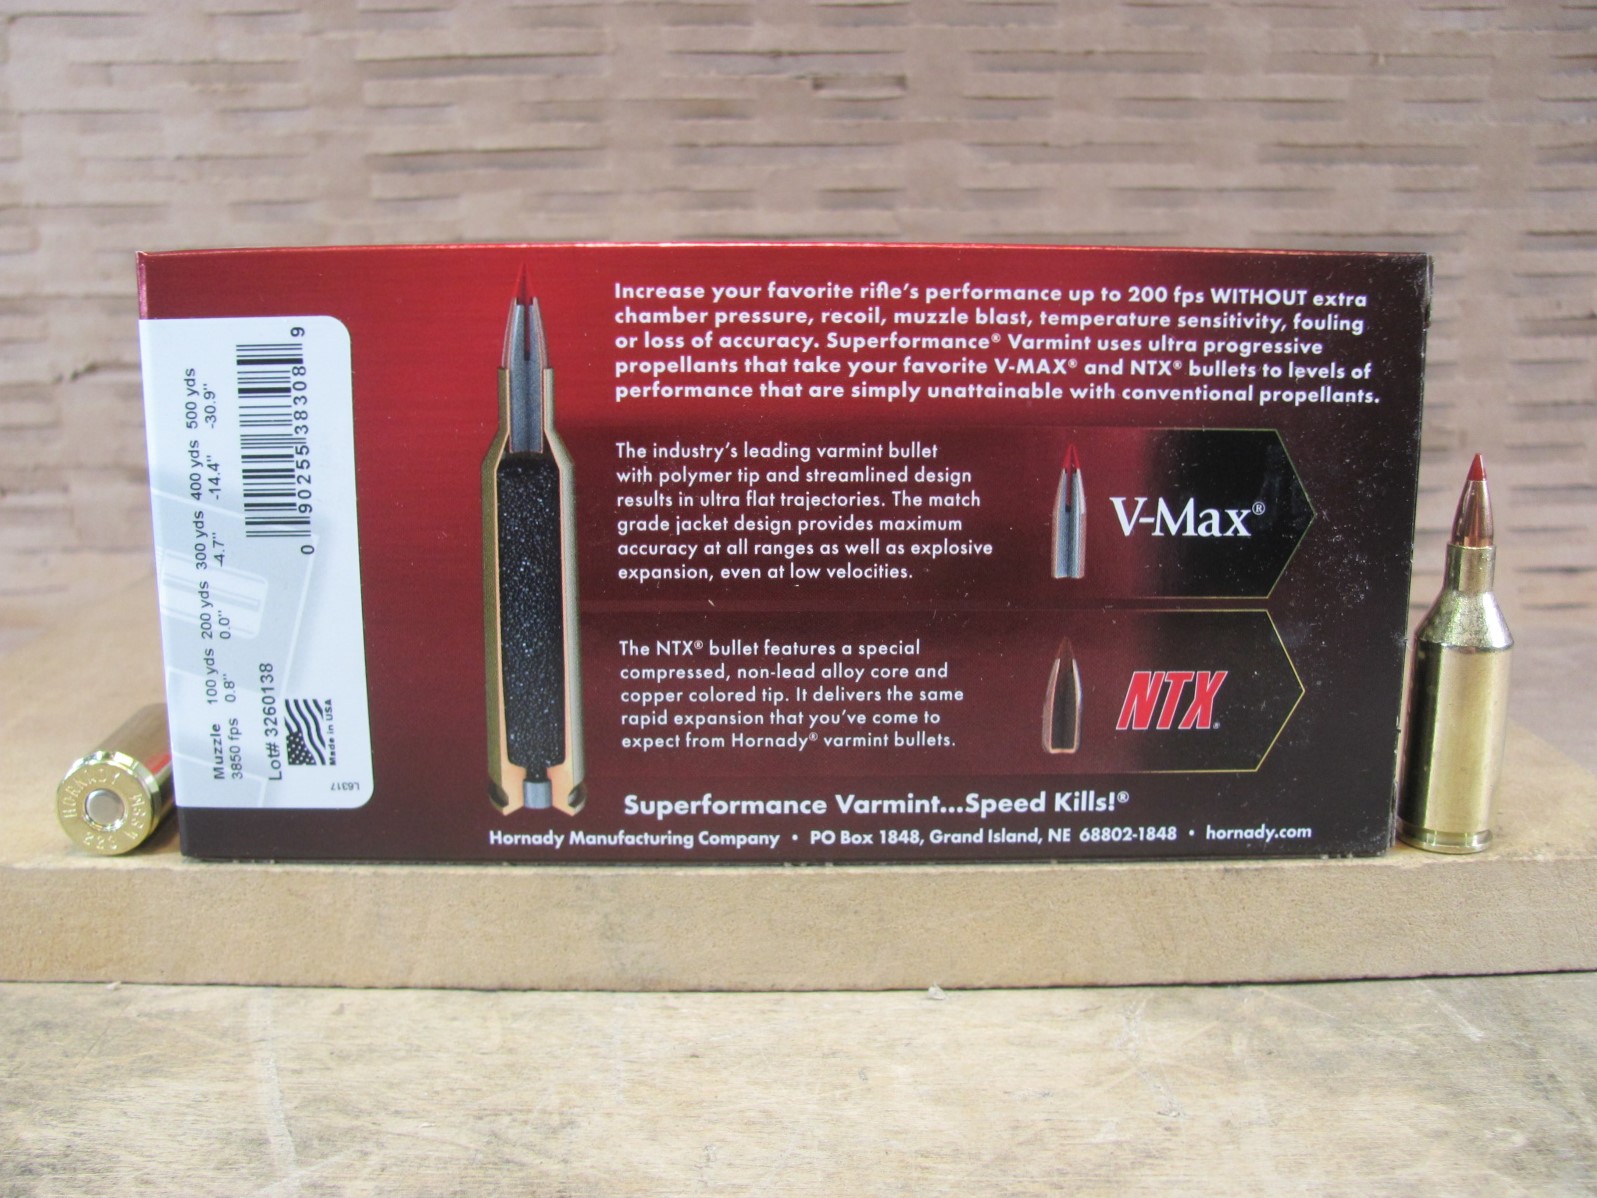 Increase your favorite rifle's performance up to 200 fps WITHOUT extra
chamber pressure, recoil, muzzle blast, temperature sensitivity, fouling
or loss of accuracy. Superformance® Varmint uses ultra progressive
propellants that take your favorite V-MAX® and NTX® bullets to levels of
performance that are simply unattainable with conventional propellants.
The industry's leading varmint bullet
with polymer tip and streamlined design
results in ultra flat trajectories. The match
grade jacket design provides maximum
accuracy at all ranges as well as explosive
expansion, even at low velocities.
V-Max®
The NTX® bullet features a special
compressed, non-lead alloy core and
copper colored tip. It delivers the same
rapid expansion that you've come to
expect from Hornady® varmint bullets.
NTX®
Superformance Varmint...Speed Kills!®
Hornady Manufacturing Company • PO Box 1848, Grand Island, NE 68802-1848 • hornady.com
Muzzle 100 yds 200 yds 300 yds 400 yds 500 yds
3850 fps 0.8" 0.0" -4.7" -14.4" -30.9"
0 90255 38308 9
Lot# 3260138
Made in USA
L6317
HORNADY
223 WSSM